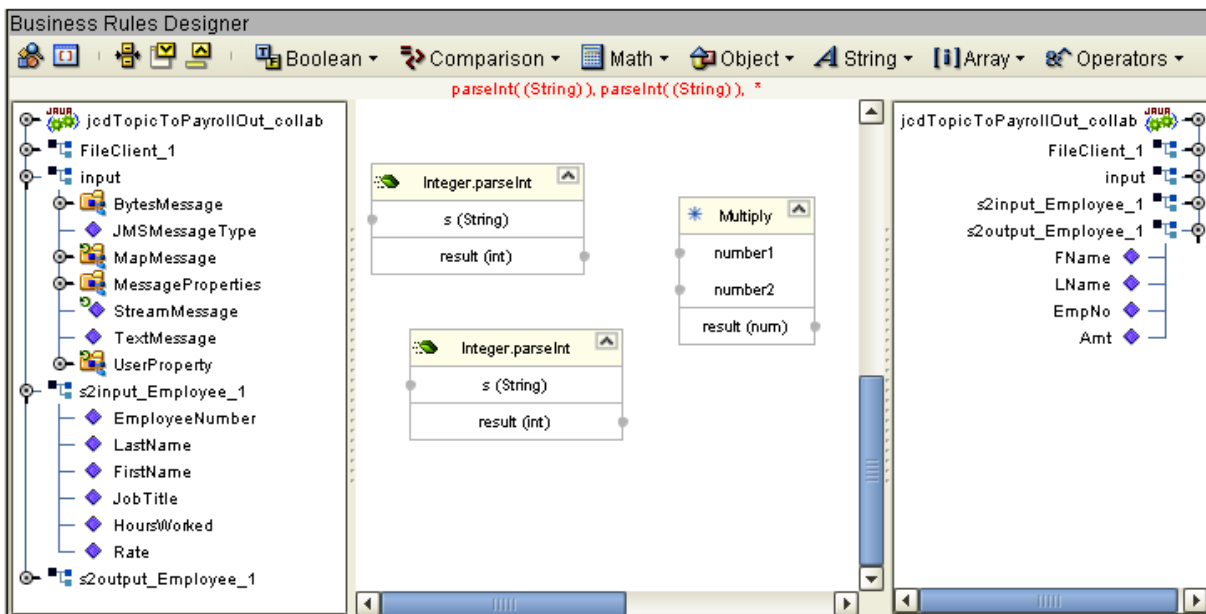 Business Rules Designer
Boolean Comparison Math Object String [i] Array Operators
parseInt( (String) ), parseInt( (String) ), *
JAVA jcdTopicToPayrollOut_collab
FileClient_1
input
BytesMessage
JMSMessageType
MapMessage
MessageProperties
StreamMessage
TextMessage
UserProperty
s2input_Employee_1
EmployeeNumber
LastName
FirstName
JobTitle
HoursWorked
Rate
s2output_Employee_1
Integer.parseInt
s (String)
result (int)
Integer.parseInt
s (String)
result (int)
Multiply
number1
number2
result (num)
jcdTopicToPayrollOut_collab JAVA
FileClient_1
input
s2input_Employee_1
s2output_Employee_1
FName
LName
EmpNo
Amt